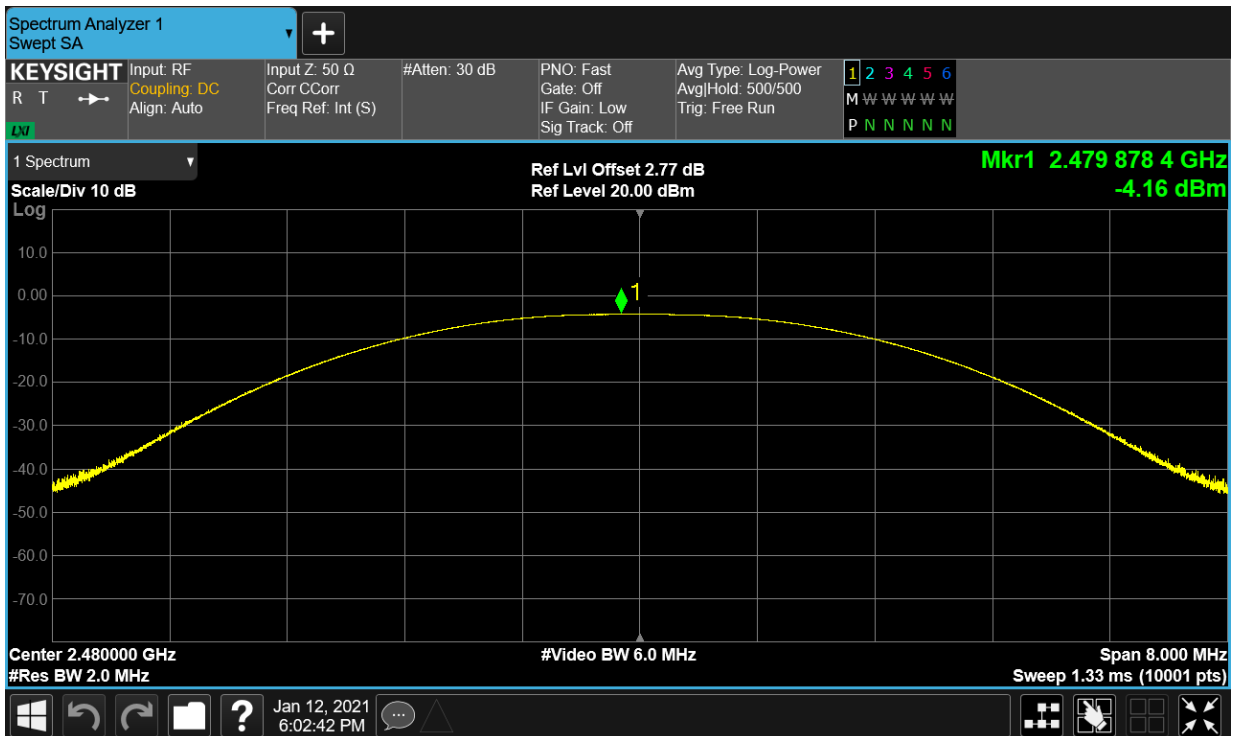 Spectrum Analyzer 1
Swept SA
+
KEYSIGHT
R T
LXI
Input: RF
Coupling: DC
Align: Auto
Input Z: 50 Ω
Corr CCorr
Freq Ref: Int (S)
#Atten: 30 dB
PNO: Fast
Gate: Off
IF Gain: Low
Sig Track: Off
Avg Type: Log-Power
Avg|Hold: 500/500
Trig: Free Run
1 2 3 4 5 6
M W W W W W
P N N N N N
1 Spectrum
Scale/Div 10 dB
Log
Ref Lvl Offset 2.77 dB
Ref Level 20.00 dBm
Mkr1 2.479 878 4 GHz
-4.16 dBm
10.0
0.00
-10.0
-20.0
-30.0
-40.0
-50.0
-60.0
-70.0
1
Center 2.480000 GHz
#Res BW 2.0 MHz
#Video BW 6.0 MHz
Span 8.000 MHz
Sweep 1.33 ms (10001 pts)
?
Jan 12, 2021
6:02:42 PM